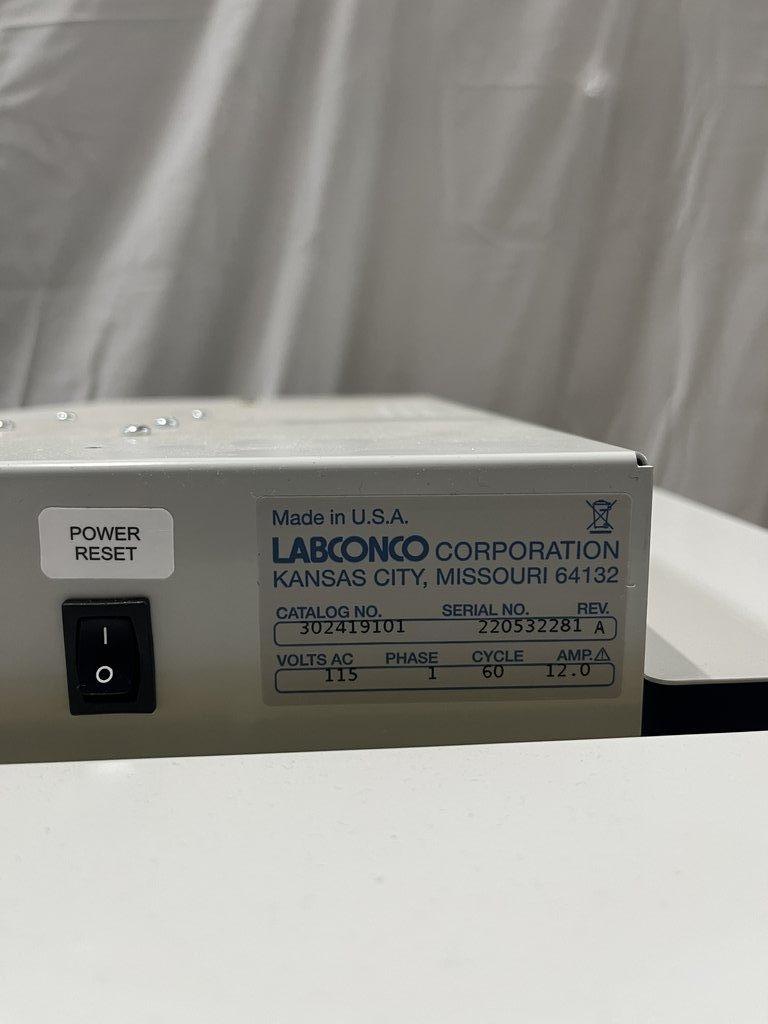 POWER
RESET
I
O
Made in U.S.A.
LABCONCO CORPORATION
KANSAS CITY, MISSOURI 64132
CATALOG NO. SERIAL NO. REV.
302419101 220532281 A
VOLTS AC PHASE CYCLE AMP.
115 1 60 12.0